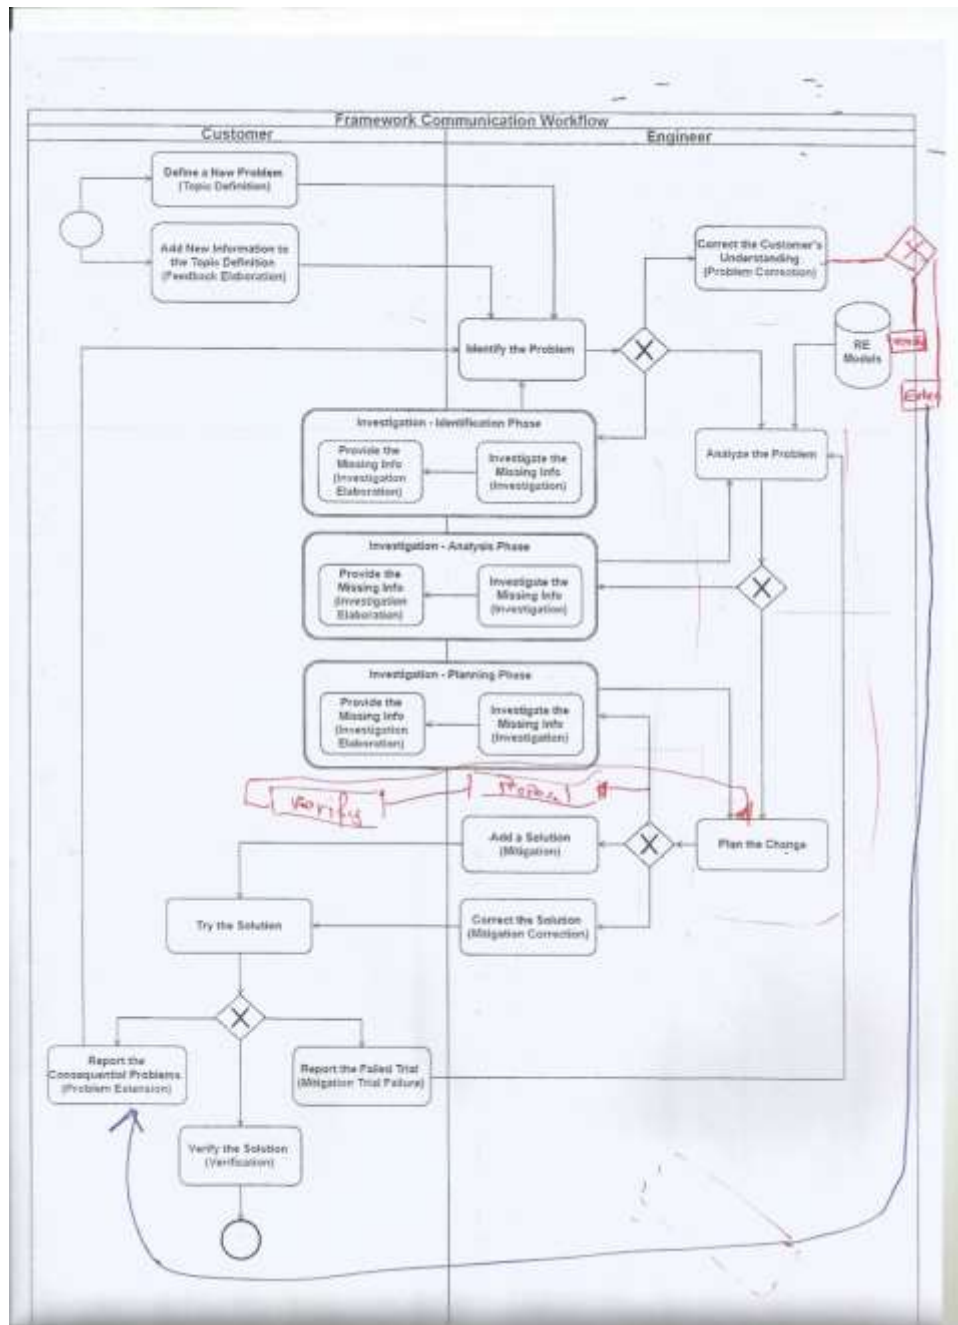 Framework Communication Workflow
Customer
Engineer
Define a New Problem
(Topic Definition)
Add New Information to
the Topic Definition
(Feedback Elaboration)
Correct the Customer's
Understanding
(Problem Correction)
Identify the Problem
RE
Models
Investigation - Identification Phase
Provide the
Missing Info
(Investigation
Elaboration)
Investigate the
Missing Info
(Investigation)
Analyze the Problem
Investigation - Analysis Phase
Provide the
Missing Info
(Investigation
Elaboration)
Investigate the
Missing Info
(Investigation)
Investigation - Planning Phase
Provide the
Missing Info
(Investigation
Elaboration)
Investigate the
Missing Info
(Investigation)
Verify
Add a Solution
(Mitigation)
Plan the Change
Try the Solution
Correct the Solution
(Mitigation Correction)
Report the
Consequential Problems
(Problem Extension)
Report the Failed Trial
(Mitigation Trial Failure)
Verify the Solution
(Verification)